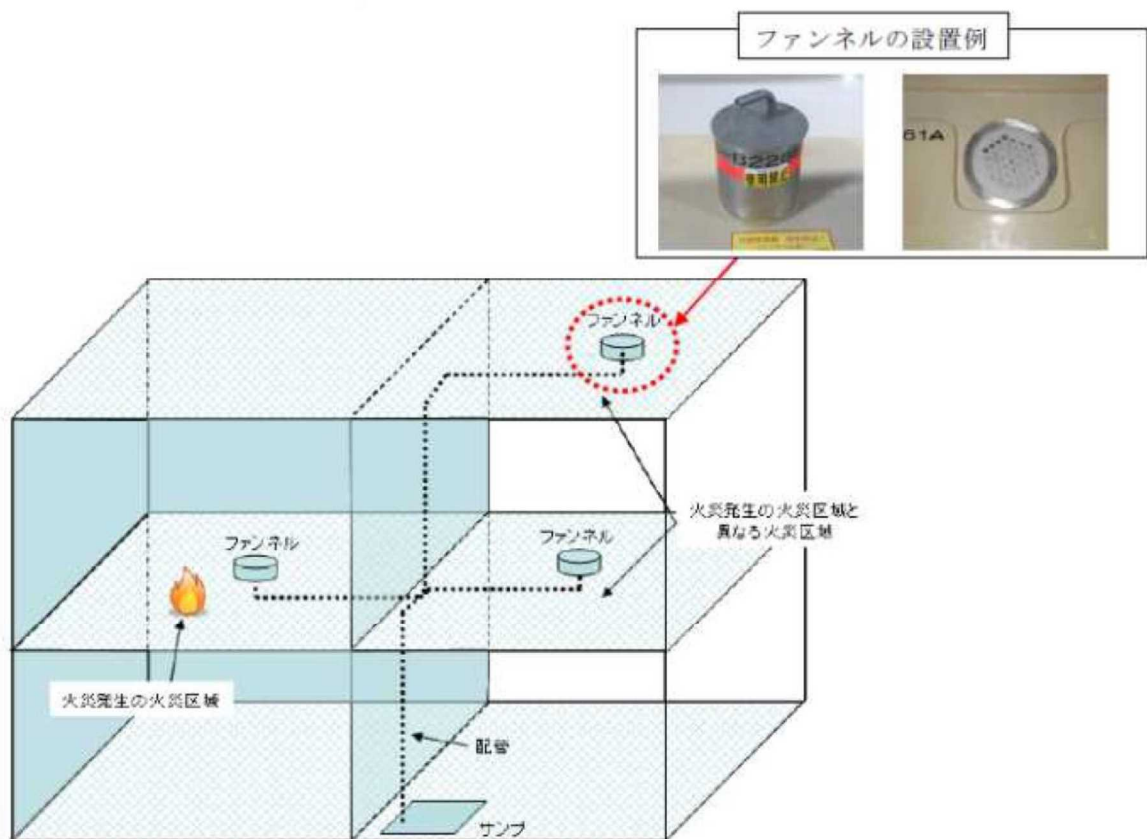 ファンネルの設置例
61A
ファンネル
火災発生の火災区域と
異なる火災区域
ファンネル
ファンネル
火災発生の火災区域
配管
サンプ